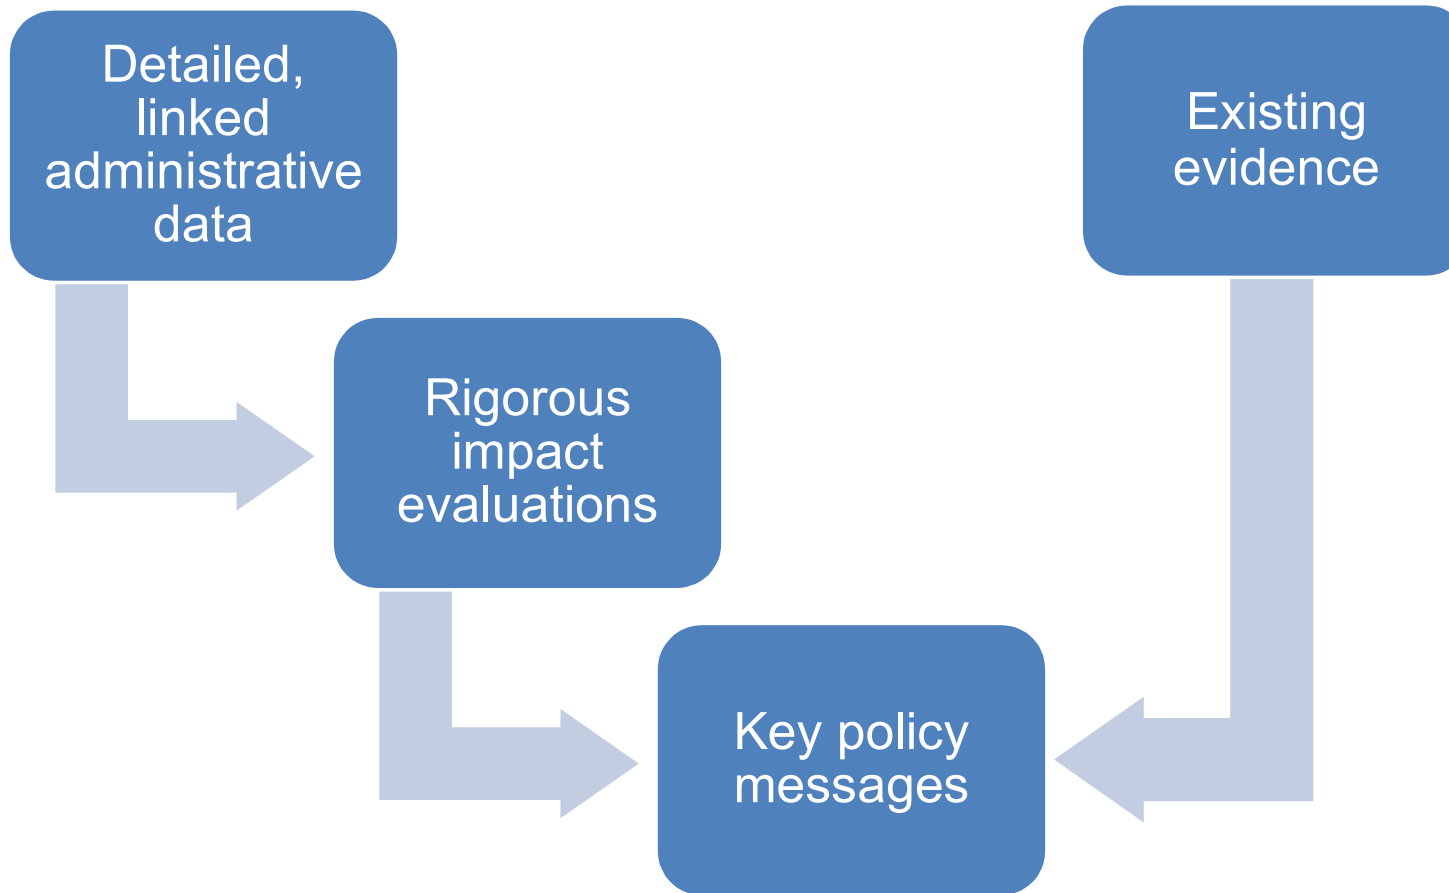 Detailed,
linked
administrative
data
Existing
evidence
Rigorous
impact
evaluations
Key policy
messages